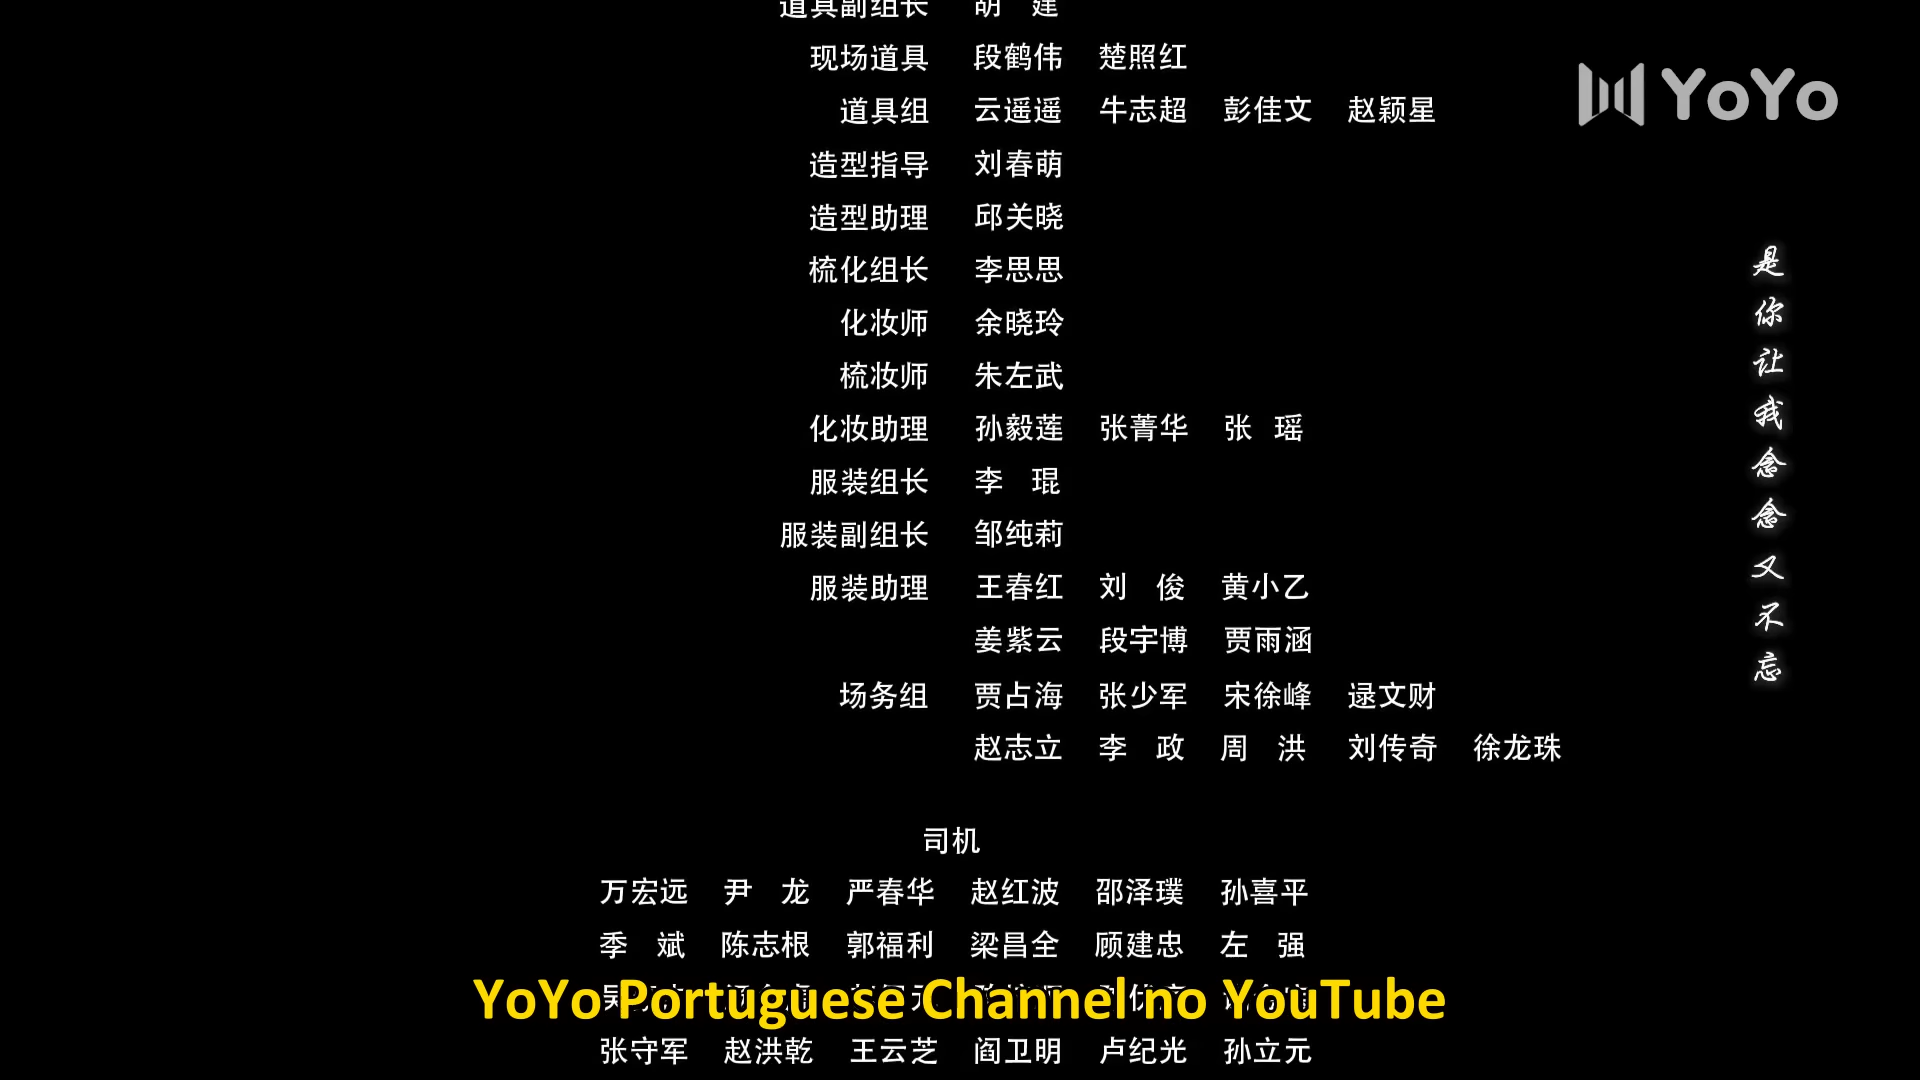 道具副组长 胡 建
现场道具 段鹤伟 楚照红
道具组 云遥遥 牛志超 彭佳文 赵颖星
造型指导 刘春萌
造型助理 邱关晓
梳化组长 李思思
化妆师 余晓玲
梳妆师 朱左武
化妆助理 孙毅莲 张菁华 张 瑶
服装组长 李 琨
服装副组长 邹纯莉
服装助理 王春红 刘 俊 黄小乙
姜紫云 段宇博 贾雨涵
场务组 贾占海 张少军 宋徐峰 逯文财
赵志立 李 政 周 洪 刘传奇 徐龙珠
司机
万宏远 尹 龙 严春华 赵红波 邵泽璞 孙喜平
季 斌 陈志根 郭福利 梁昌全 顾建忠 左 强
YoYo Portuguese Channel no YouTube
张守军 赵洪乾 王云芝 阎卫明 卢纪光 孙立元
YoYo
是你让我念念又不忘